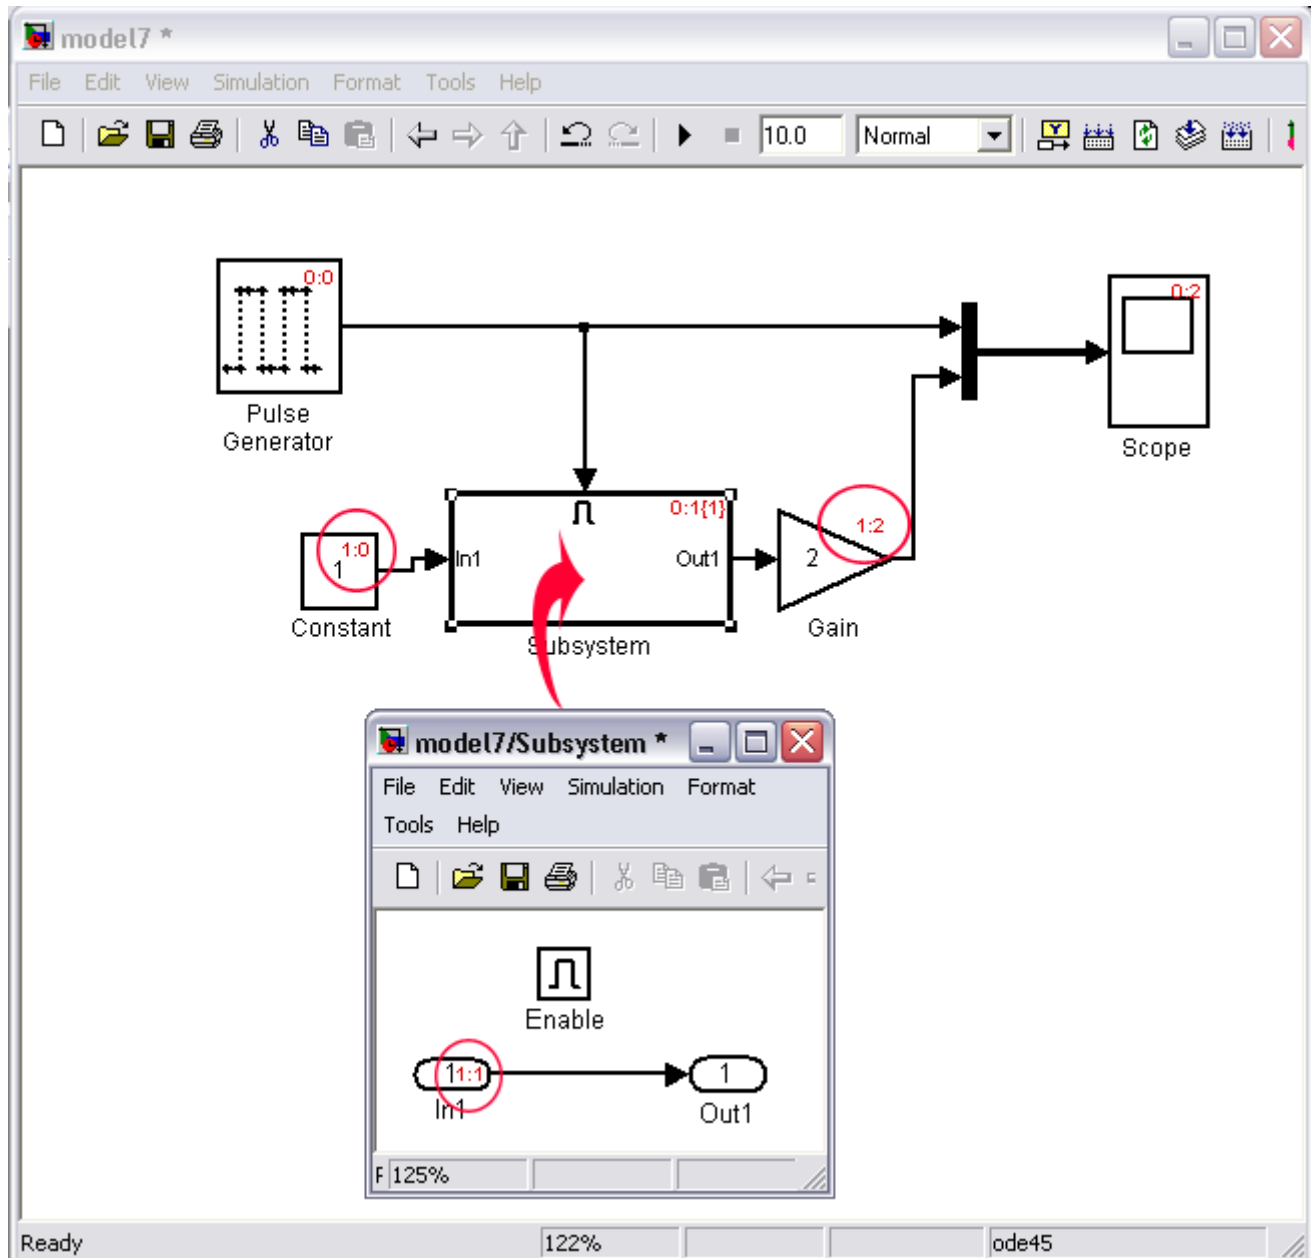 model7 *
File Edit View Simulation Format Tools Help
10.0 Normal
0:0
Pulse
Generator
0:2
Scope
1:0
1
Constant
0:1{1}
In1
Out1
Subsystem
1:2
2
Gain
model7/Subsystem *
File Edit View Simulation Format
Tools Help
Enable
1 1:1
In1
1
Out1
F 125%
Ready 122% ode45